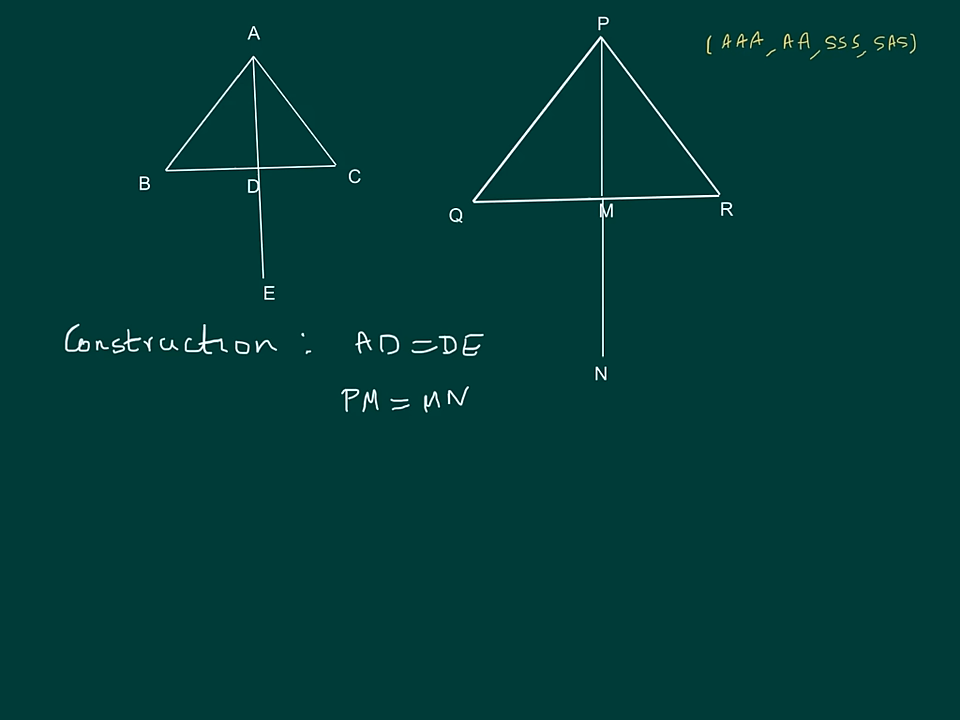 A
P
(AAA, AA, SSS, SAS)
B
D
C
Q
M
R
E
Construction : AD = DE
N
PM = MN